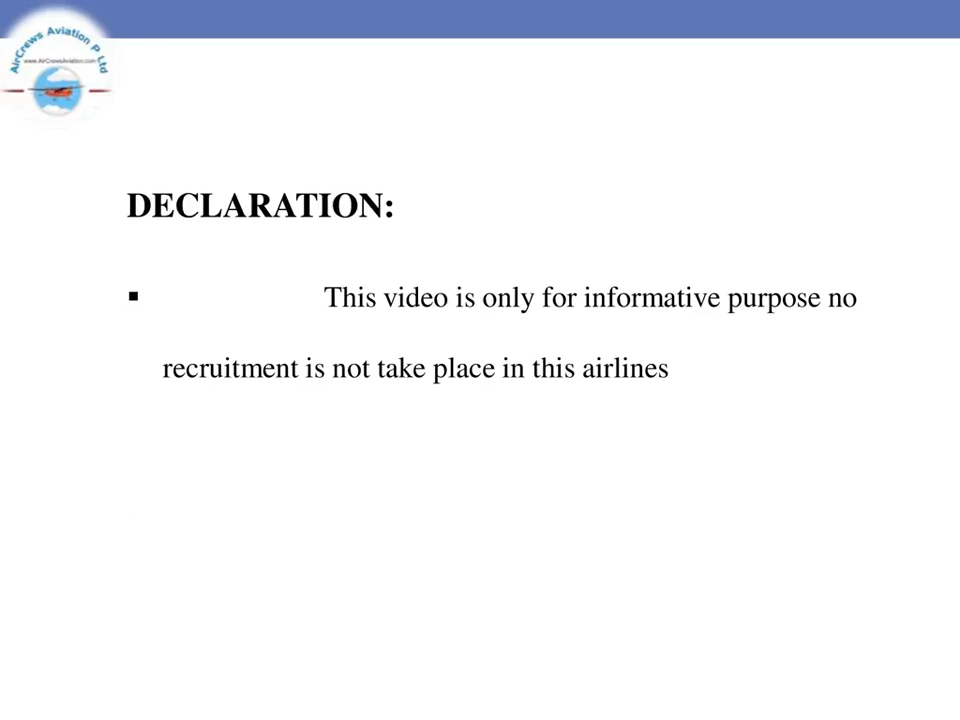 AirCrews Aviation P Ltd
www.AirCrewsAviation.com
DECLARATION:
▪ This video is only for informative purpose no
recruitment is not take place in this airlines